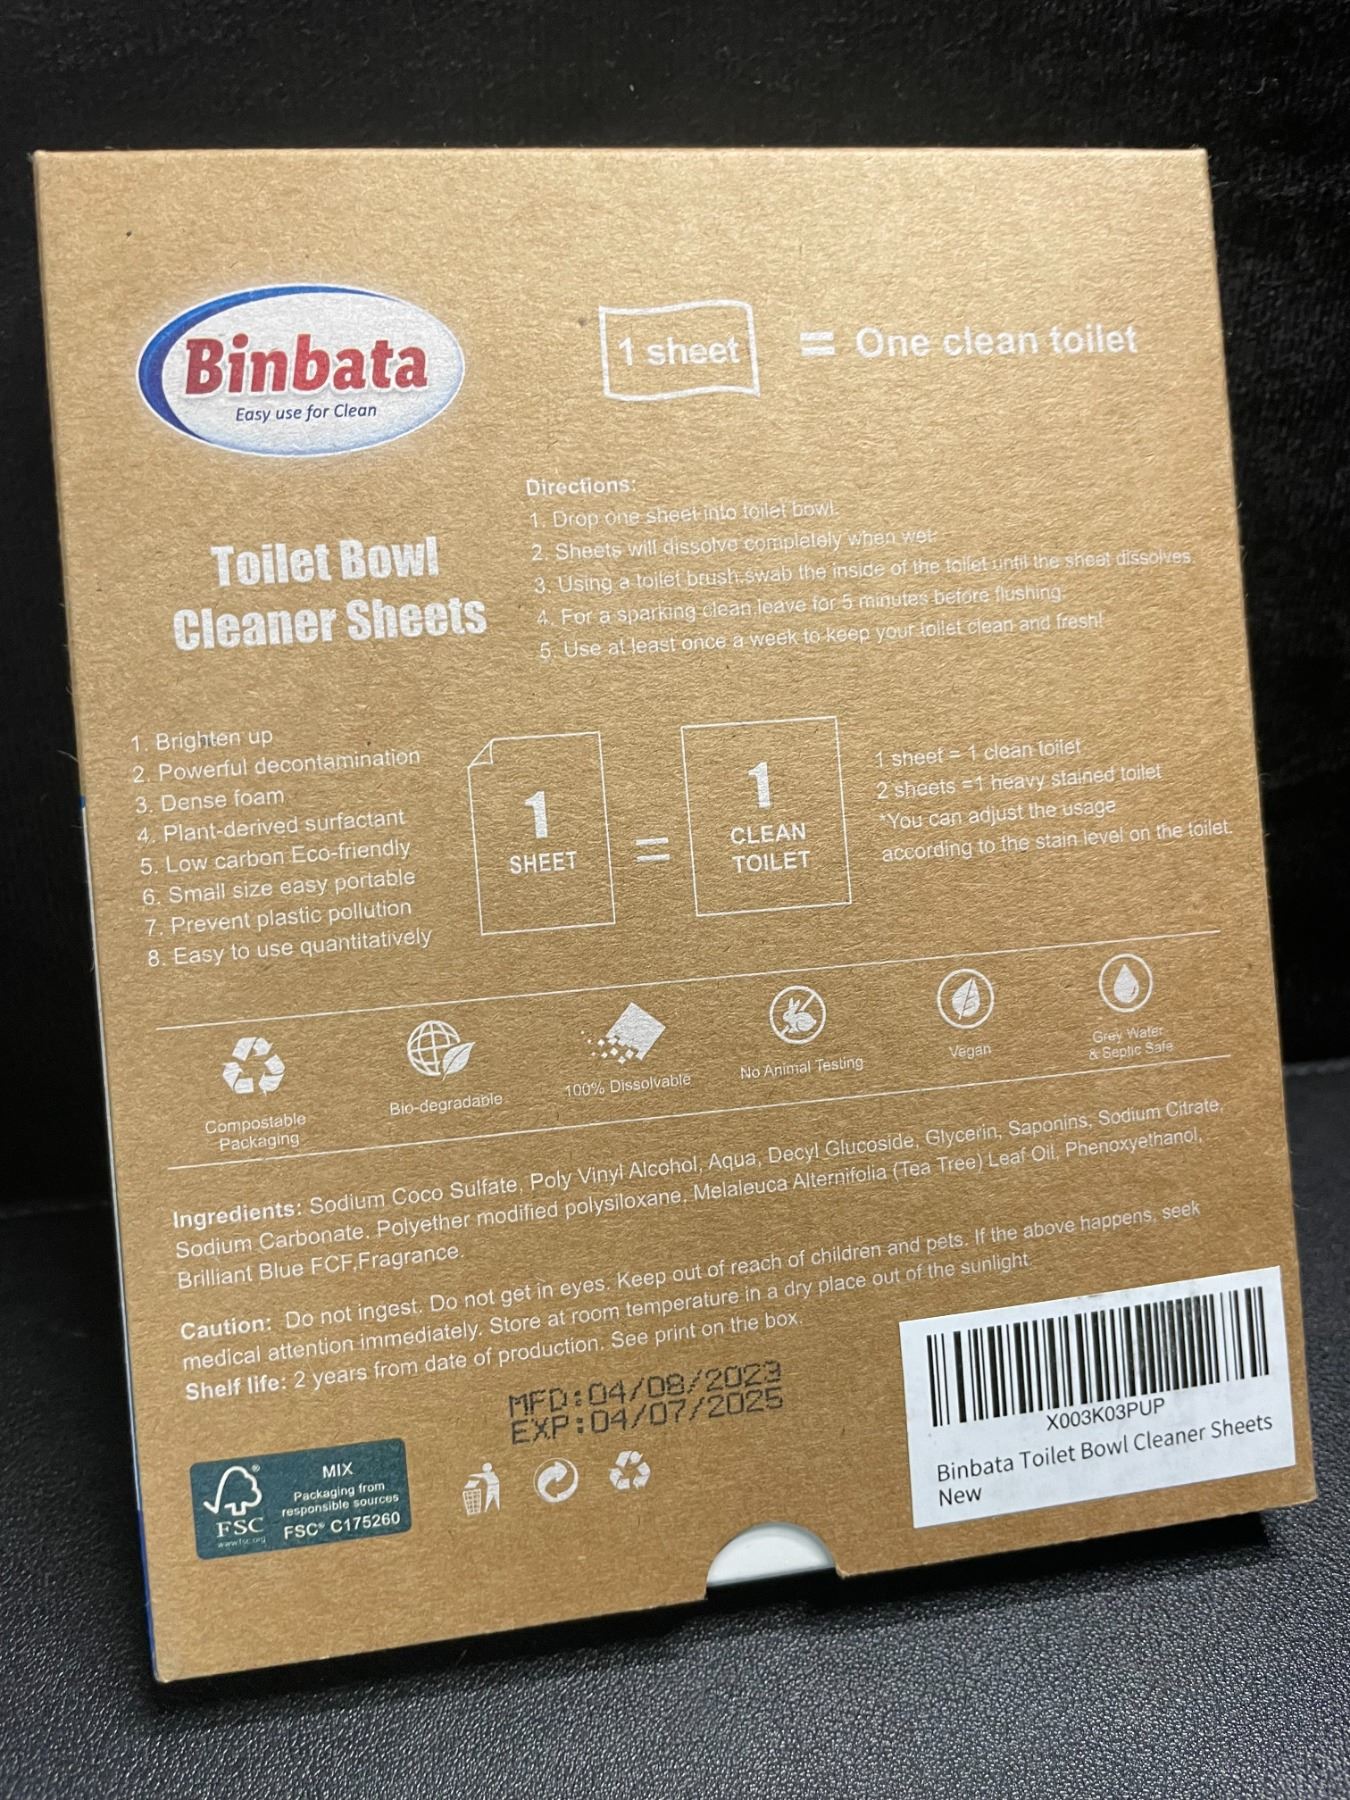 Binbata
Easy use for Clean
1 sheet = One clean toilet
Toilet Bowl
Cleaner Sheets
Directions:
1. Drop one sheet into toilet bowl.
2. Sheets will dissolve completely when wet.
3. Using a toilet brush,swab the inside of the toilet until the sheet dissolves.
4. For a sparking clean,leave for 5 minutes before flushing.
5. Use at least once a week to keep your toilet clean and fresh!
1. Brighten up
2. Powerful decontamination
3. Dense foam
4. Plant-derived surfactant
5. Low carbon Eco-friendly
6. Small size easy portable
7. Prevent plastic pollution
8. Easy to use quantitatively
1
SHEET
=
1
CLEAN
TOILET
1 sheet = 1 clean toilet
2 sheets =1 heavy stained toilet
*You can adjust the usage
according to the stain level on the toilet.
Compostable
Packaging
Bio-degradable
100% Dissolvable
No Animal Testing
Vegan
Grey Water
& Septic Safe
Ingredients: Sodium Coco Sulfate, Poly Vinyl Alcohol, Aqua, Decyl Glucoside, Glycerin, Saponins, Sodium Citrate,
Sodium Carbonate. Polyether modified polysiloxane. Melaleuca Alternifolia (Tea Tree) Leaf Oil, Phenoxyethanol,
Brilliant Blue FCF,Fragrance.
Caution: Do not ingest. Do not get in eyes. Keep out of reach of children and pets. If the above happens, seek
medical attention immediately. Store at room temperature in a dry place out of the sunlight.
Shelf life: 2 years from date of production. See print on the box.
MFD:04/08/2023
EXP:04/07/2025
FSC
www.fsc.org
MIX
Packaging from
responsible sources
FSC® C175260
X003K03PUP
Binbata Toilet Bowl Cleaner Sheets
New